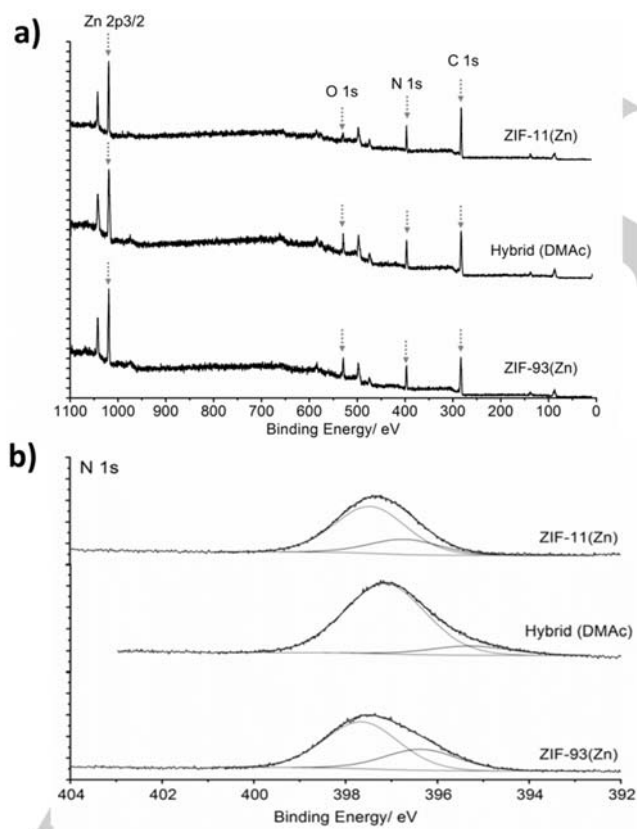 a)
Zn 2p3/2
O 1s
N 1s
C 1s
ZIF-11(Zn)
Hybrid (DMAc)
ZIF-93(Zn)
1100 1000 900 800 700 600 500 400 300 200 100 0
Binding Energy/ eV
b)
N 1s
ZIF-11(Zn)
Hybrid (DMAc)
ZIF-93(Zn)
404 402 400 398 396 394 392
Binding Energy/ eV